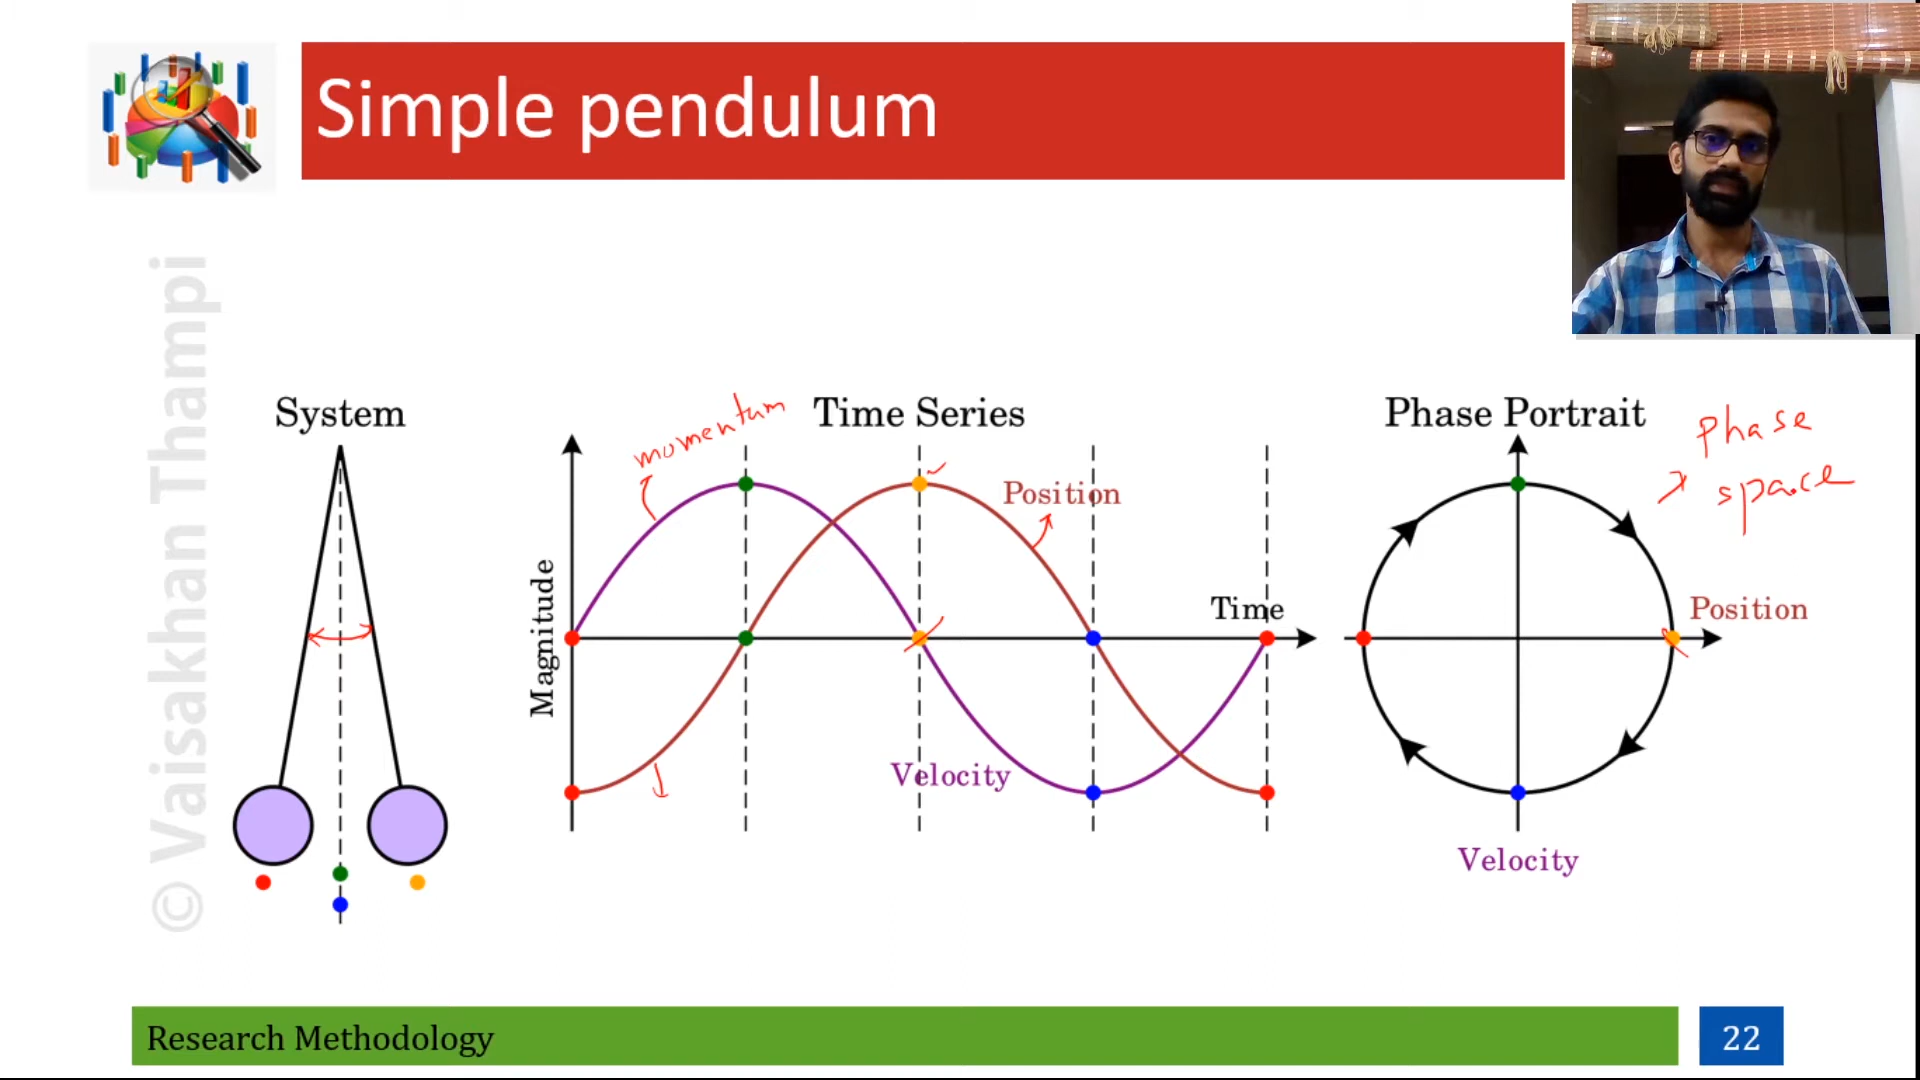 Simple pendulum
© Vaisakhan Thampi
System
momentum
Time Series
Phase Portrait
Phase
space
Position
Magnitude
Time
Position
Velocity
Velocity
Research Methodology
22